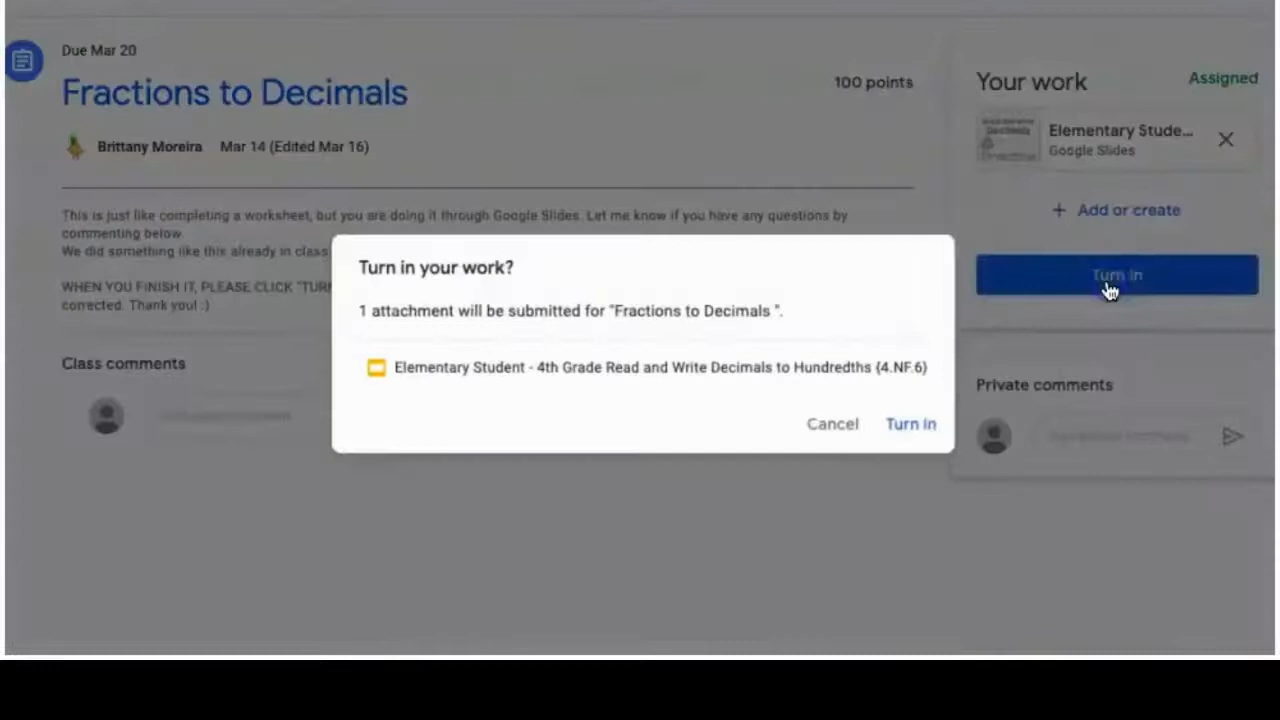 Due Mar 20
Fractions to Decimals
100 points
Brittany Moreira Mar 14 (Edited Mar 16)
This is just like completing a worksheet, but you are doing it through Google Slides. Let me know if you have any questions by
commenting below.
We did something like this already in class
WHEN YOU FINISH IT, PLEASE CLICK "TURN
corrected. Thank you! :)
Class comments
Turn in your work?
1 attachment will be submitted for "Fractions to Decimals ".
Elementary Student - 4th Grade Read and Write Decimals to Hundredths (4.NF.6)
Cancel Turn in
Your work
Assigned
Elementary Stude...
Google Slides
+ Add or create
Turn in
Private comments